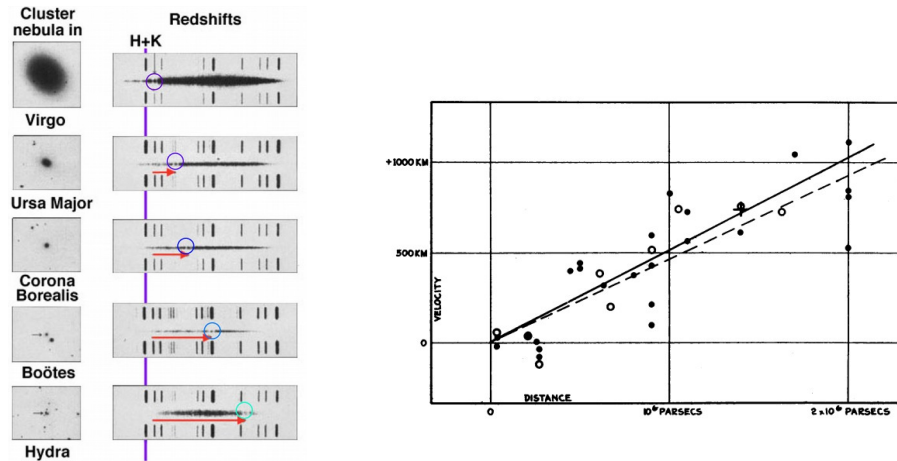 Cluster
nebula in
Redshifts
H+K
Virgo
Ursa Major
Corona
Borealis
Boötes
Hydra
+1000 KM
500 KM
0
VELOCITY
DISTANCE
0
10⁶ PARSECS
2 x 10⁶ PARSECS